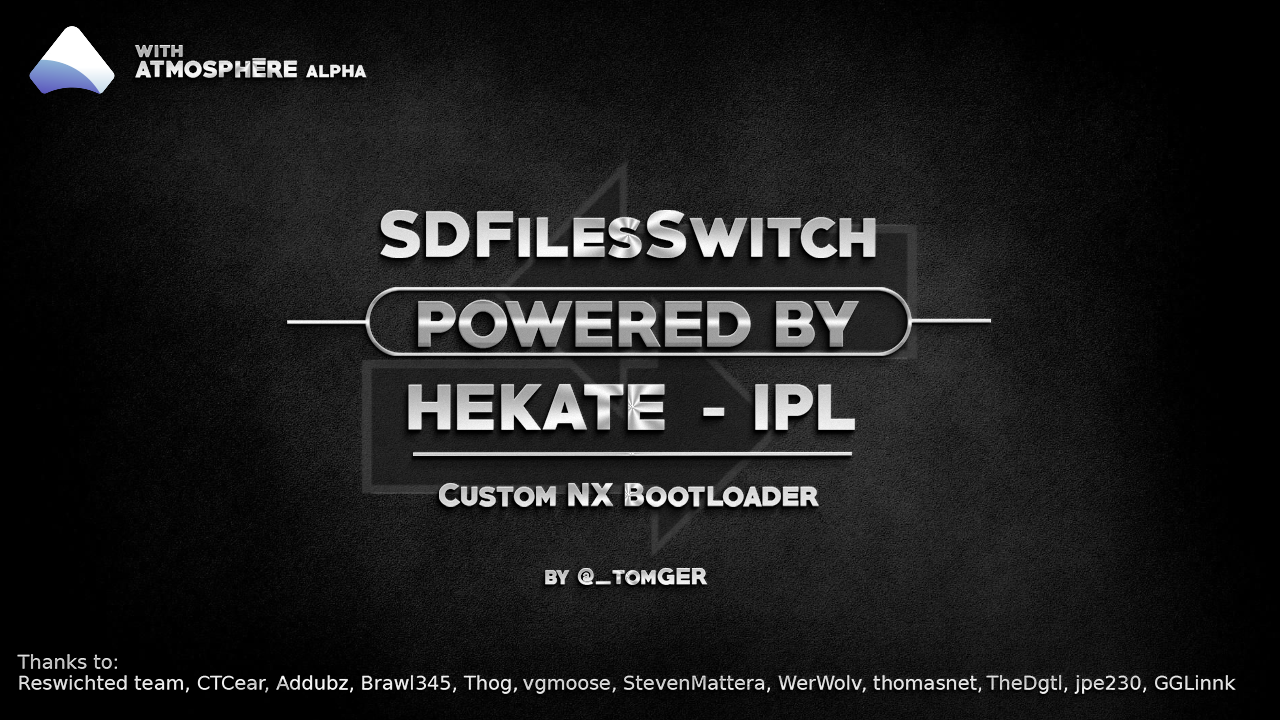 WITH
ATMOSPHĒRE ALPHA
SDFILESSWITCH
POWERED BY
HEKATE - IPL
CUSTOM NX BOOTLOADER
BY @_TOMGER
Thanks to:
Reswichted team, CTCear, Addubz, Brawl345, Thog, vgmoose, StevenMattera, WerWolv, thomasnet, TheDgtl, jpe230, GGLinnk